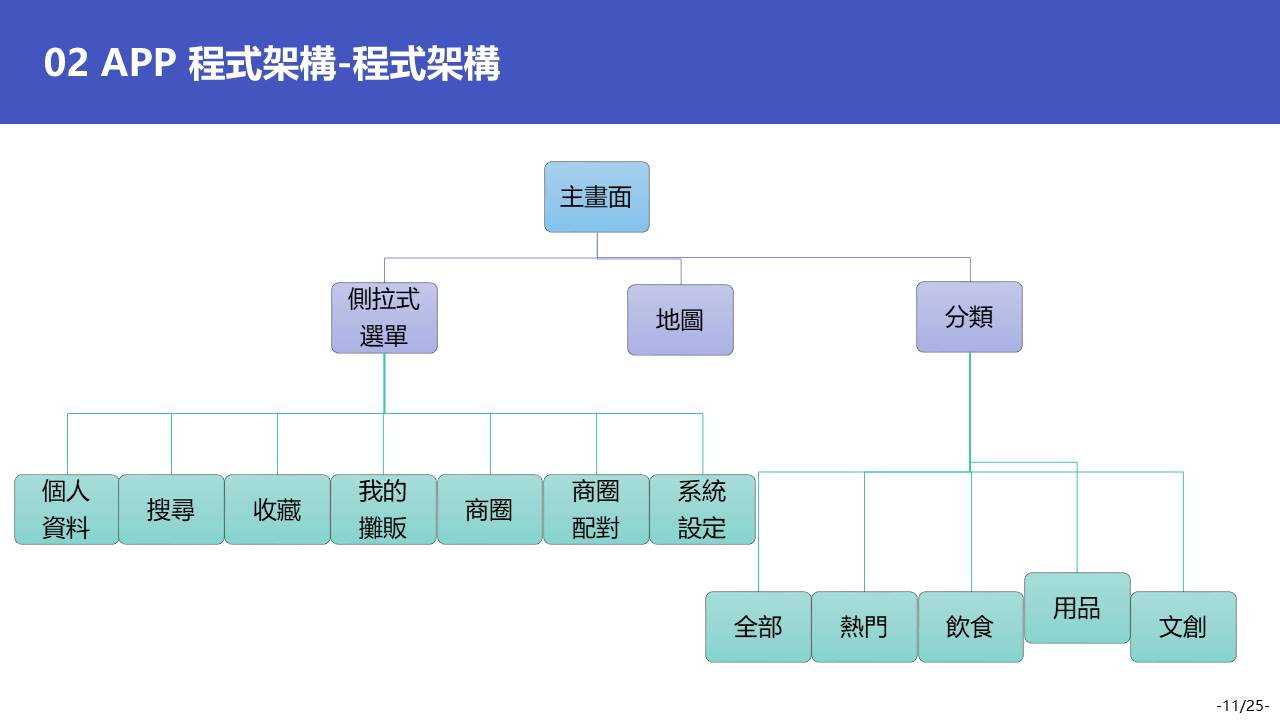 02 APP 程式架構-程式架構
主畫面
側拉式
選單
地圖
分類
個人
資料
搜尋
收藏
我的
攤販
商圈
商圈
配對
系統
設定
全部
熱門
飲食
用品
文創
-11/25-